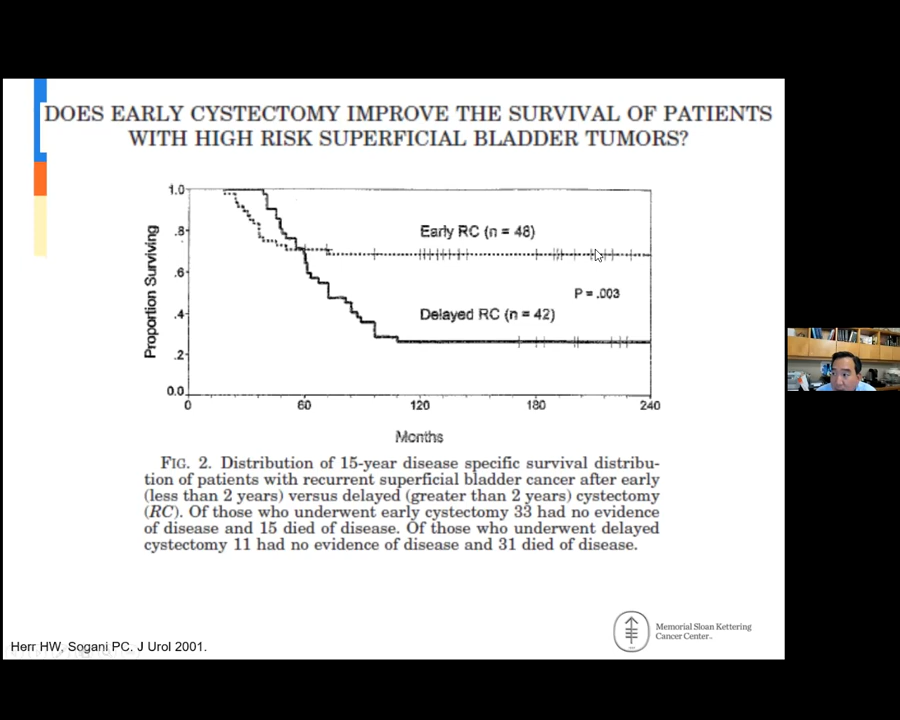 DOES EARLY CYSTECTOMY IMPROVE THE SURVIVAL OF PATIENTS
WITH HIGH RISK SUPERFICIAL BLADDER TUMORS?
Proportion Surviving
1.0
.8
.6
.4
.2
0.0
Early RC (n = 48)
P = .003
Delayed RC (n = 42)
0
60
120
180
240
Months
FIG. 2. Distribution of 15-year disease specific survival distribu-
tion of patients with recurrent superficial bladder cancer after early
(less than 2 years) versus delayed (greater than 2 years) cystectomy
(RC). Of those who underwent early cystectomy 33 had no evidence
of disease and 15 died of disease. Of those who underwent delayed
cystectomy 11 had no evidence of disease and 31 died of disease.
Memorial Sloan Kettering
Cancer Center
Herr HW, Sogani PC. J Urol 2001.